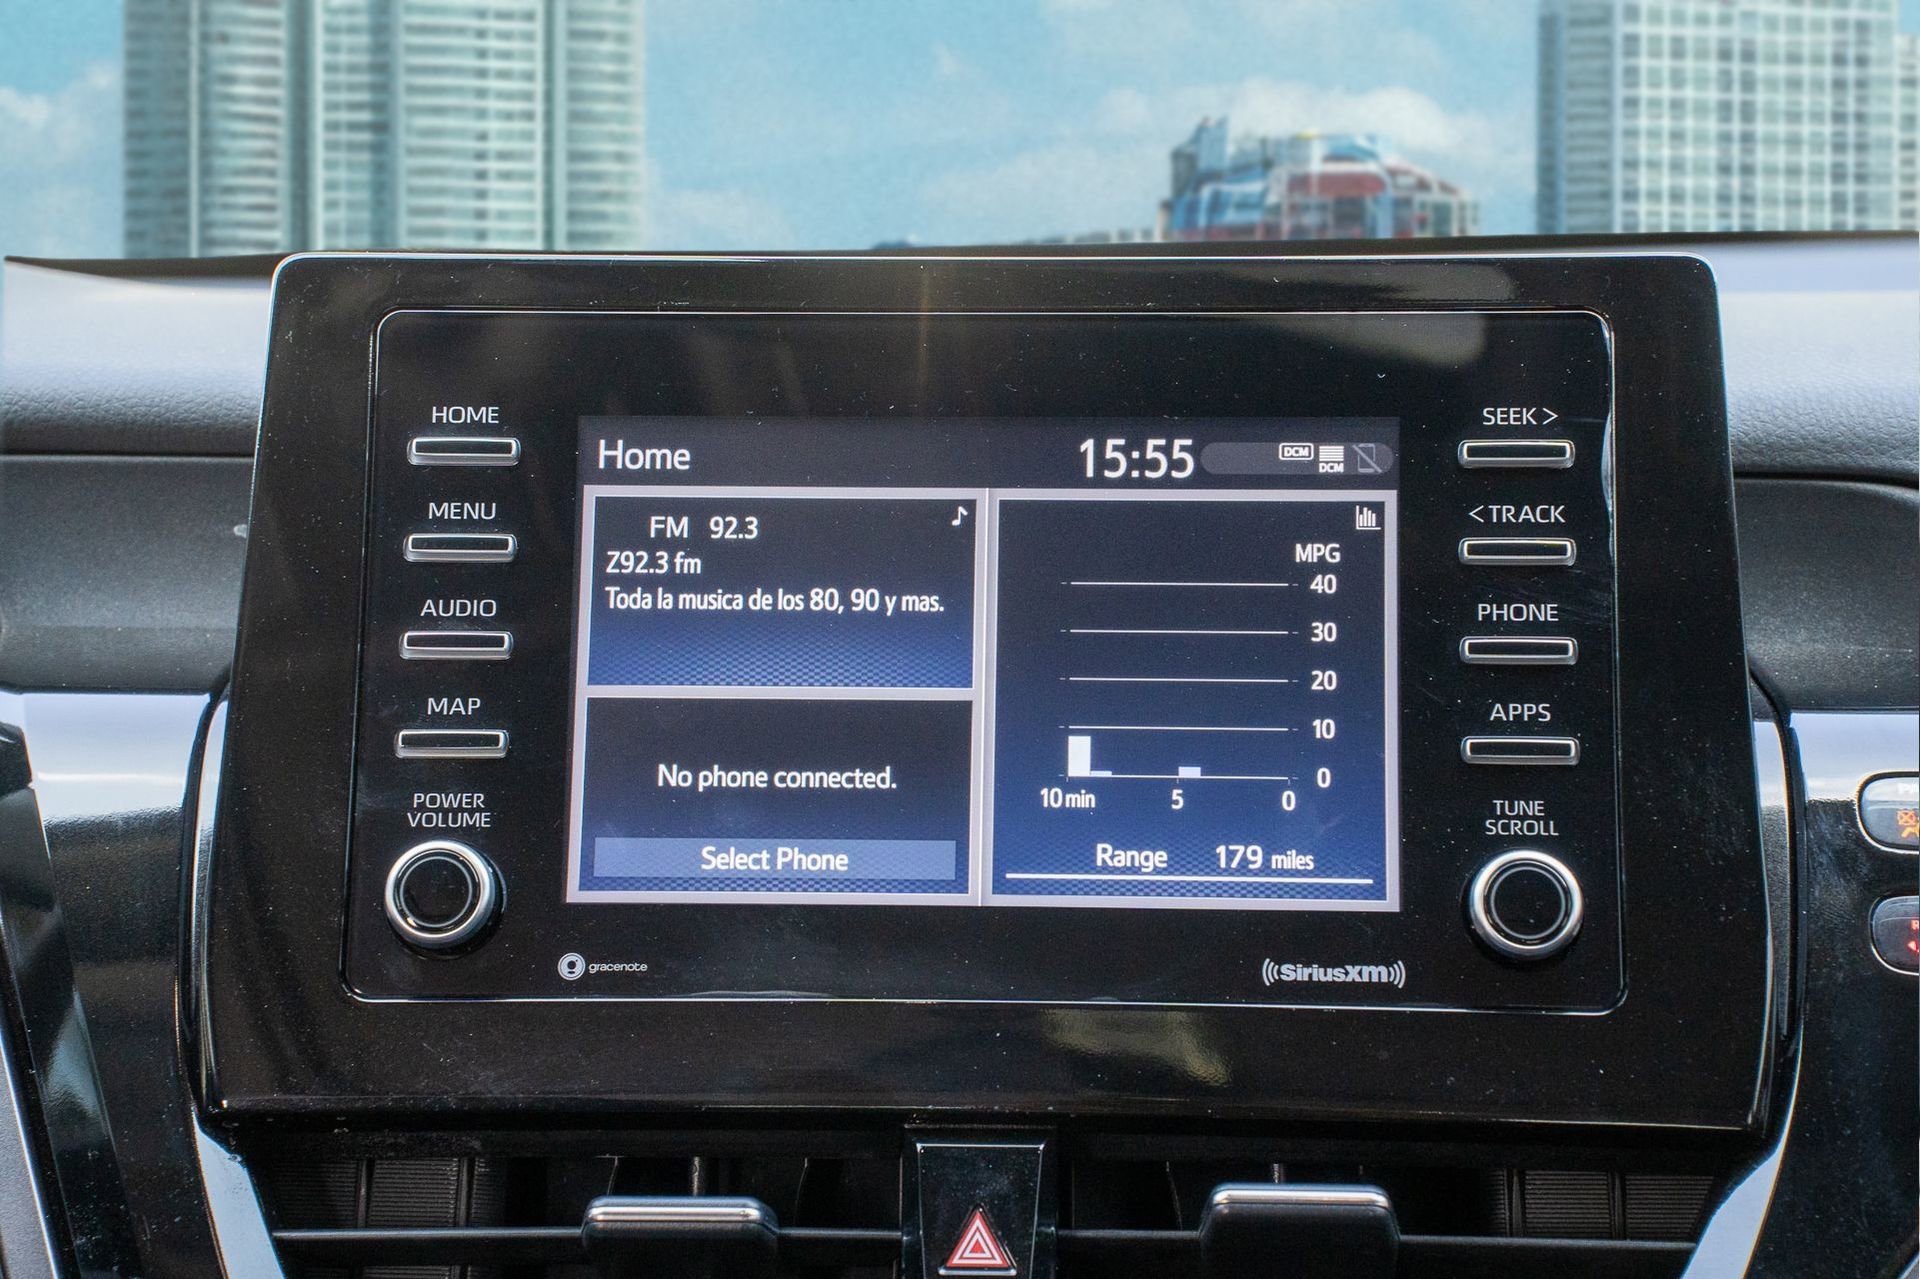 HOME
MENU
AUDIO
MAP
POWER
VOLUME
Home
15:55
DCM
DCM
FM 92.3
Z92.3 fm
Toda la musica de los 80, 90 y mas.
No phone connected.
Select Phone
MPG
40
30
20
10
0
10 min 5 0
Range 179 miles
SEEK >
< TRACK
PHONE
APPS
TUNE
SCROLL
gracenote
((SiriusXM))